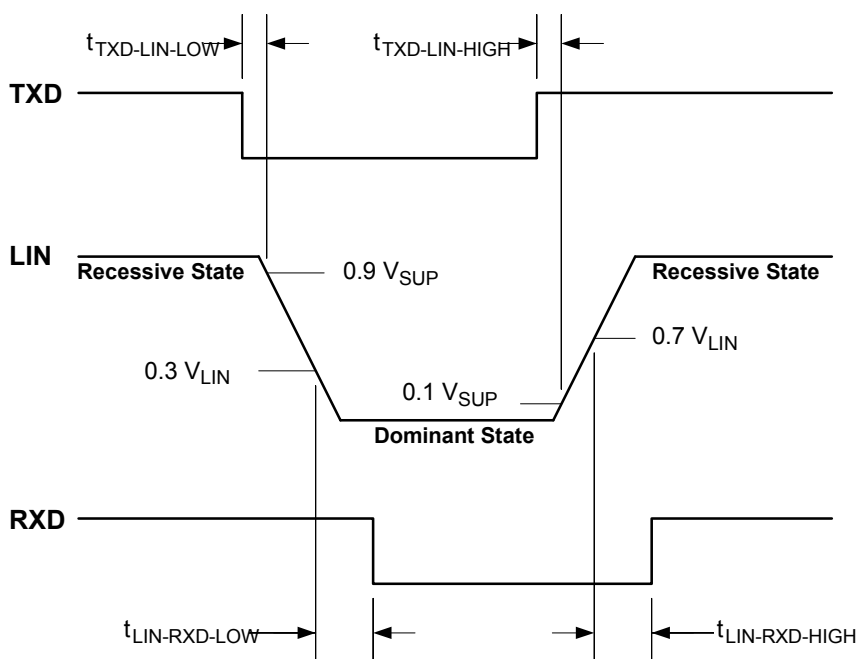 tTXD-LIN-LOW
tTXD-LIN-HIGH
TXD
LIN
Recessive State
0.9 VSUP
Recessive State
0.7 VLIN
0.3 VLIN
0.1 VSUP
Dominant State
RXD
tLIN-RXD-LOW
tLIN-RXD-HIGH